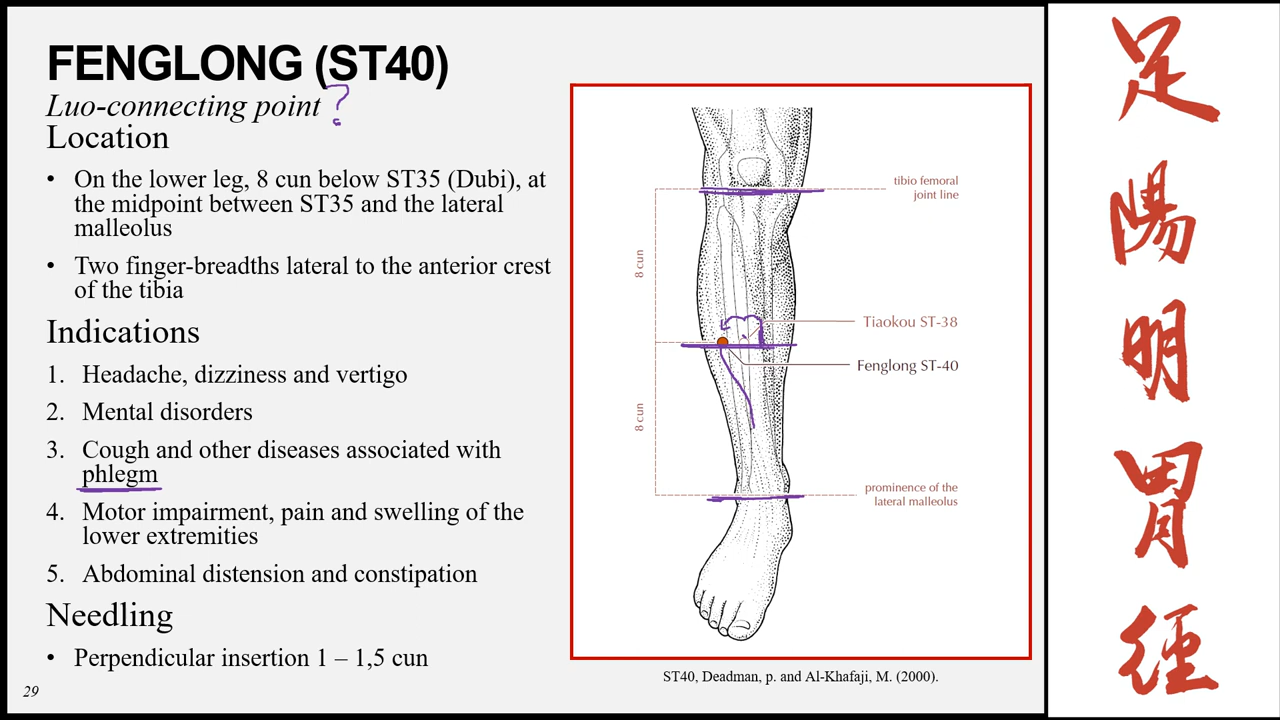 FENGLONG (ST40)
Luo-connecting point ?
Location
• On the lower leg, 8 cun below ST35 (Dubi), at
the midpoint between ST35 and the lateral
malleolus
• Two finger-breadths lateral to the anterior crest
of the tibia
Indications
1. Headache, dizziness and vertigo
2. Mental disorders
3. Cough and other diseases associated with
phlegm
4. Motor impairment, pain and swelling of the
lower extremities
5. Abdominal distension and constipation
Needling
• Perpendicular insertion 1 – 1,5 cun
29
tibio femoral
joint line
8 cun
Tiaokou ST-38
Fenglong ST-40
8 cun
prominence of the
lateral malleolus
ST40, Deadman, p. and Al-Khafaji, M. (2000).
足
陽
明
胃
經